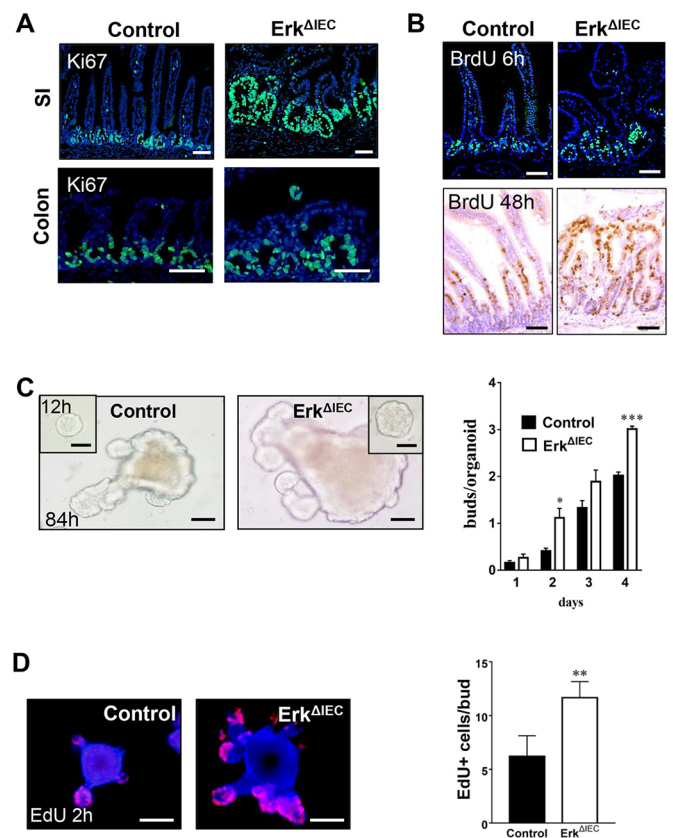 A
Control
Erk^ΔIEC
SI
Ki67
Colon
Ki67
B
Control
Erk^ΔIEC
BrdU 6h
BrdU 48h
C
12h
Control
84h
Erk^ΔIEC
buds/organoid
4
3
2
1
0
Control
Erk^ΔIEC
*
***
1
2
3
4
days
D
Control
EdU 2h
Erk^ΔIEC
EdU+ cells/bud
15
10
5
0
**
Control
Erk^ΔIEC